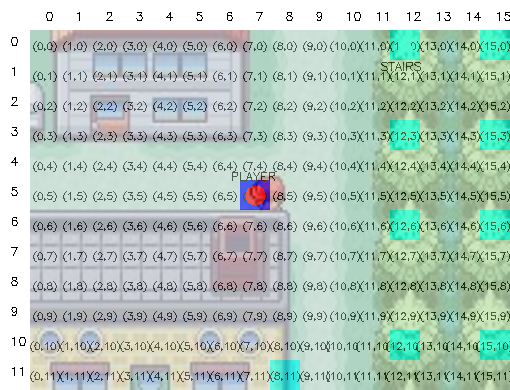 0 1 2 3 4 5 6 7 8 9 10 11 12 13 14 15
0 (0,0) (1,0) (2,0) (3,0) (4,0) (5,0) (6,0) (7,0) (8,0) (9,0) (10,0) (11,0) (13,0) (14,0) (15,0)
STAIRS
1 (0,1) (1,1) (2,1) (3,1) (4,1) (5,1) (6,1) (7,1) (8,1) (9,1) (10,1) (11,1) (12,1) (13,1) (14,1) (15,1)
2 (0,2) (1,2) (2,2) (3,2) (4,2) (5,2) (6,2) (7,2) (8,2) (9,2) (10,2) (11,2) (12,2) (13,2) (14,2) (15,2)
3 (0,3) (1,3) (2,3) (3,3) (4,3) (5,3) (6,3) (7,3) (8,3) (9,3) (10,3) (11,3) (12,3) (13,3) (14,3) (15,3)
4 (0,4) (1,4) (2,4) (3,4) (4,4) (5,4) (6,4) (7,4) (8,4) (9,4) (10,4) (11,4) (12,4) (13,4) (14,4) (15,4)
PLAYER
5 (0,5) (1,5) (2,5) (3,5) (4,5) (5,5) (6,5) (8,5) (9,5) (10,5) (11,5) (12,5) (13,5) (14,5) (15,5)
6 (0,6) (1,6) (2,6) (3,6) (4,6) (5,6) (6,6) (7,6) (8,6) (9,6) (10,6) (11,6) (12,6) (13,6) (14,6) (15,6)
7 (0,7) (1,7) (2,7) (3,7) (4,7) (5,7) (6,7) (7,7) (8,7) (9,7) (10,7) (11,7) (12,7) (13,7) (14,7) (15,7)
8 (0,8) (1,8) (2,8) (3,8) (4,8) (5,8) (6,8) (7,8) (8,8) (9,8) (10,8) (11,8) (12,8) (13,8) (14,8) (15,8)
9 (0,9) (1,9) (2,9) (3,9) (4,9) (5,9) (6,9) (7,9) (8,9) (9,9) (10,9) (11,9) (12,9) (13,9) (14,9) (15,9)
10 (0,10) (1,10) (2,10) (3,10) (4,10) (5,10) (6,10) (7,10) (8,10) (9,10) (10,10) (11,10) (12,10) (13,10) (14,10) (15,10)
11 (0,11) (1,11) (2,11) (3,11) (4,11) (5,11) (6,11) (7,11) (8,11) (9,11) (10,11) (11,11) (12,11) (13,11) (14,11) (15,11)